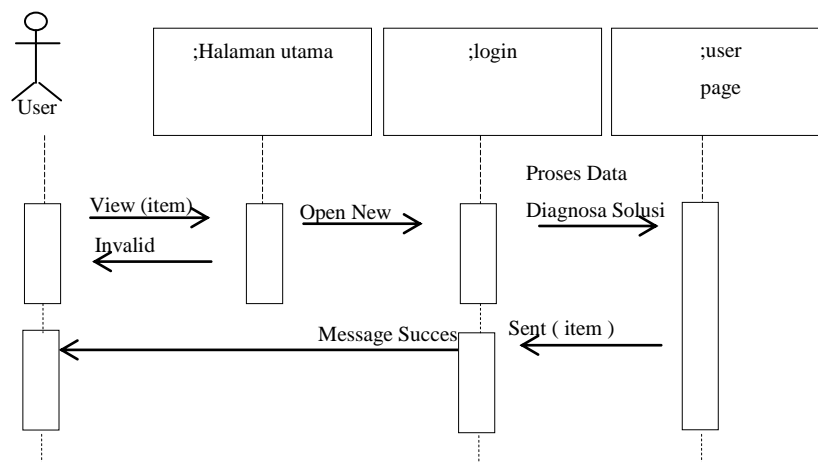 ;Halaman utama
;login
;user
page
User
Proses Data
View (item)
Open New
Diagnosa Solusi
Invalid
Message Succes
Sent ( item )